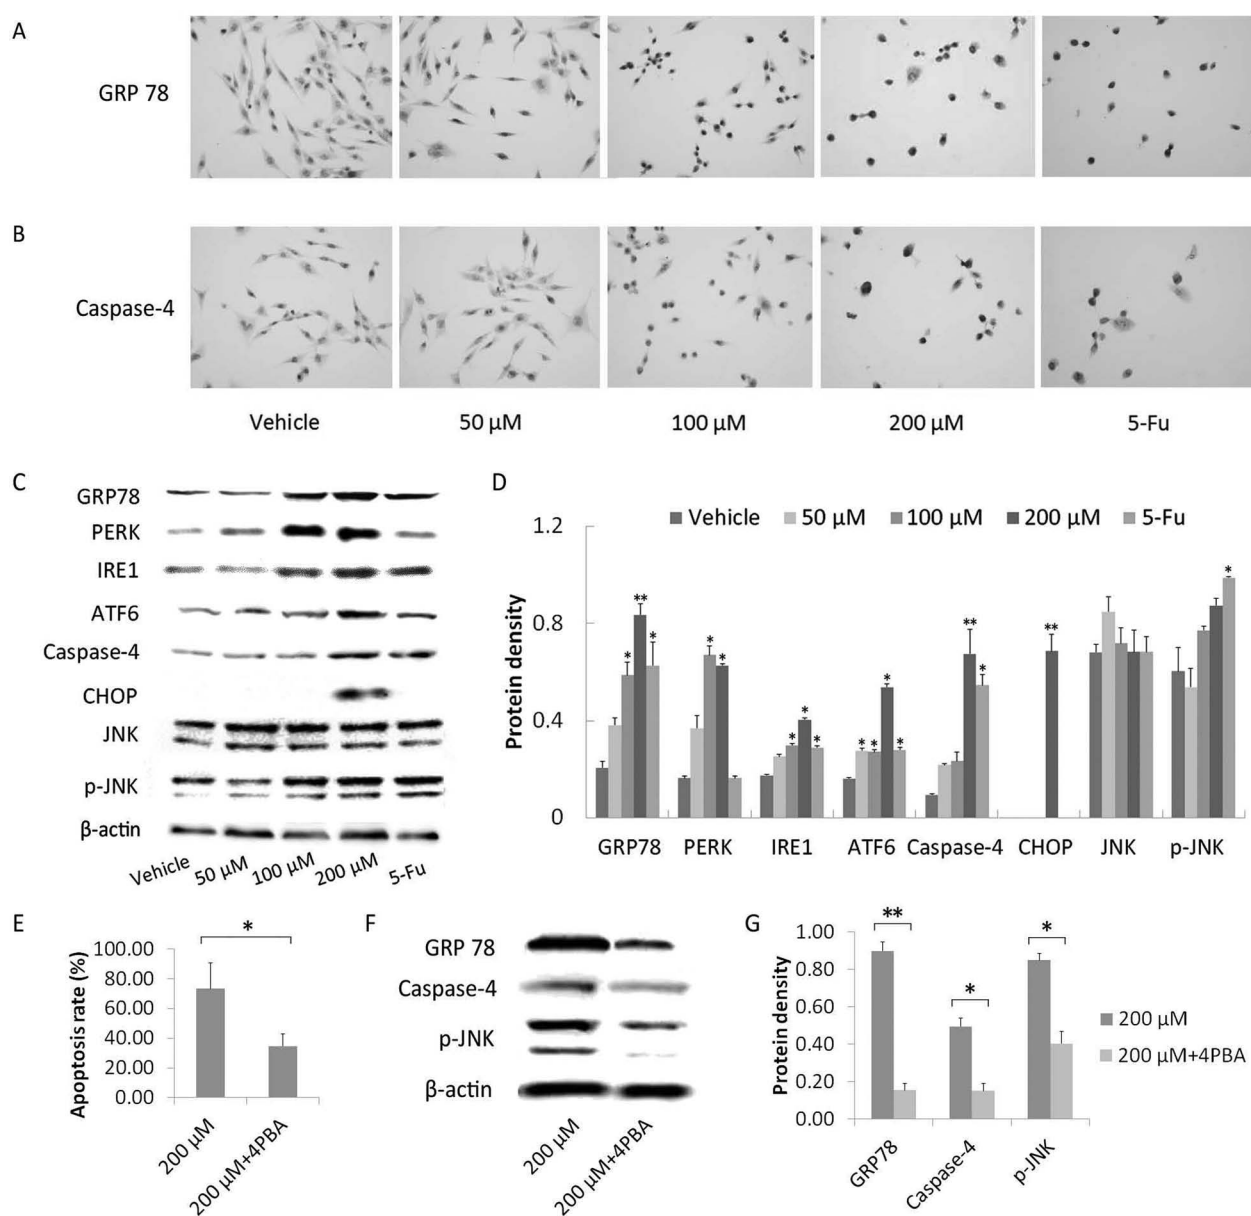 A
GRP 78
B
Caspase-4
Vehicle 50 μM 100 μM 200 μM 5-Fu
C
GRP78
PERK
IRE1
ATF6
Caspase-4
CHOP
JNK
p-JNK
β-actin
Vehicle 50 μM 100 μM 200 μM 5-Fu
D
Vehicle 50 μM 100 μM 200 μM 5-Fu
Protein density
1.2
0.8
0.4
0
** * * * * * * * * * * * * ** * ** *
GRP78 PERK IRE1 ATF6 Caspase-4 CHOP JNK p-JNK
E
*
Apoptosis rate (%)
100.00
80.00
60.00
40.00
20.00
0.00
200 μM
200 μM+4PBA
F
GRP 78
Caspase-4
p-JNK
β-actin
200 μM
200 μM+4PBA
G
** * *
Protein density
1.00
0.80
0.60
0.40
0.20
0.00
GRP78
Caspase-4
p-JNK
200 μM
200 μM+4PBA